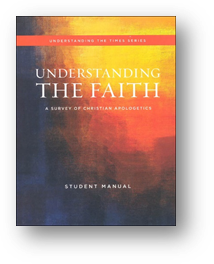 UNDERSTANDING THE TIMES SERIES
UNDERSTANDING
THE FAITH
A SURVEY OF CHRISTIAN APOLOGETICS
STUDENT MANUAL